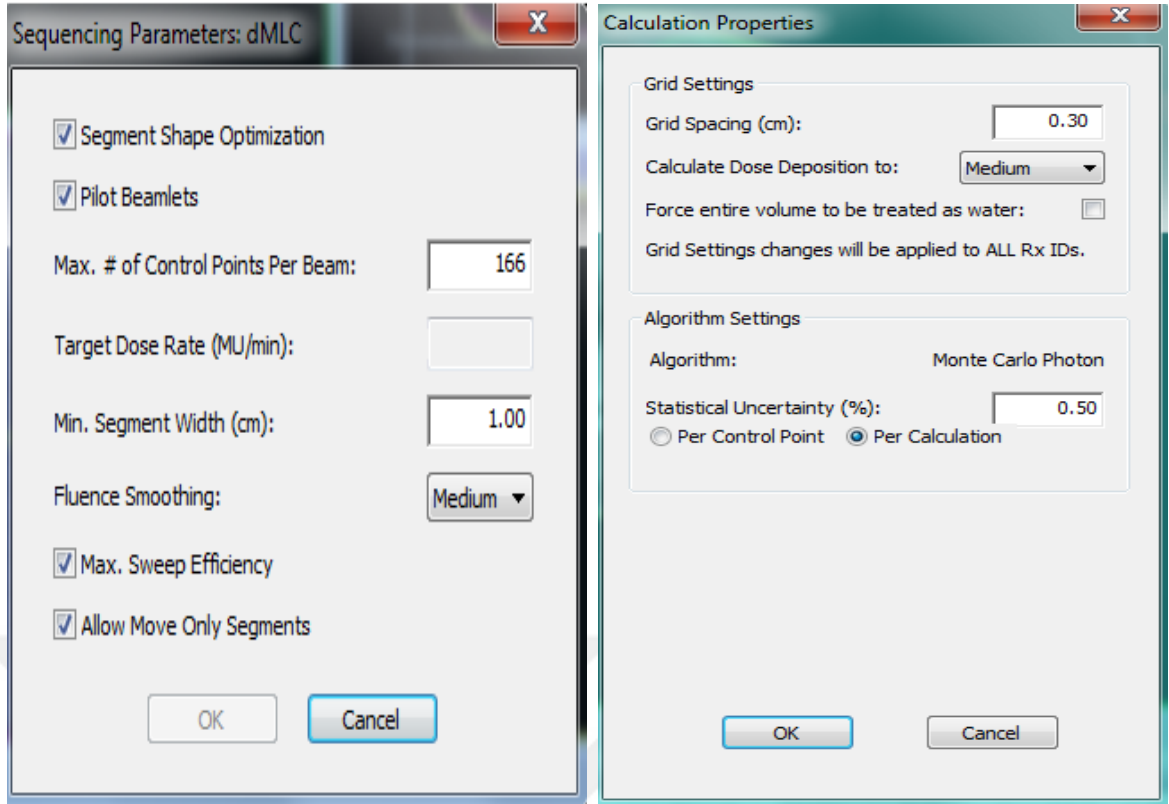 Sequencing Parameters: dMLC
X
Segment Shape Optimization
Pilot Beamlets
Max. # of Control Points Per Beam: 166
Target Dose Rate (MU/min):
Min. Segment Width (cm): 1.00
Fluence Smoothing: Medium
Max. Sweep Efficiency
Allow Move Only Segments
OK Cancel
Calculation Properties
X
Grid Settings
Grid Spacing (cm): 0.30
Calculate Dose Deposition to: Medium
Force entire volume to be treated as water:
Grid Settings changes will be applied to ALL Rx IDs.
Algorithm Settings
Algorithm: Monte Carlo Photon
Statistical Uncertainty (%): 0.50
Per Control Point Per Calculation
OK Cancel